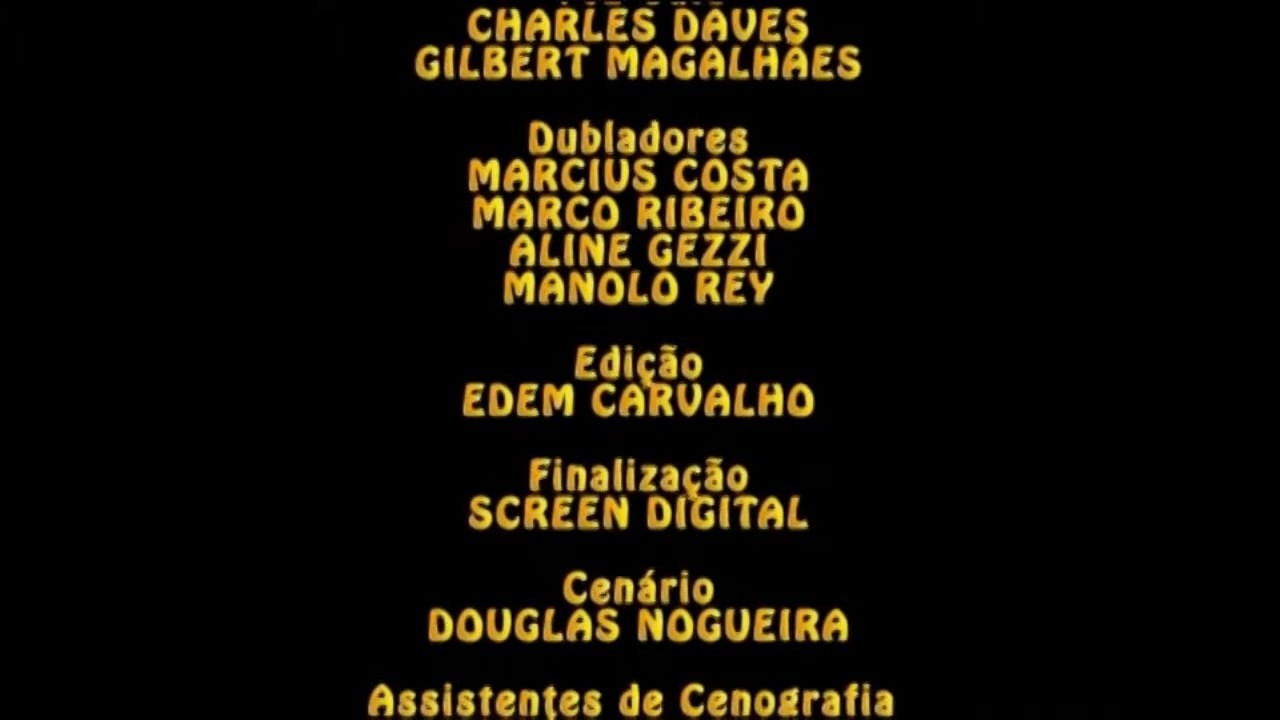 CHARLES DAVES
GILBERT MAGALHÃES
Dubladores
MARCIUS COSTA
MARCO RIBEIRO
ALINE GEZZI
MANOLO REY
Edição
EDEM CARVALHO
Finalização
SCREEN DIGITAL
Cenário
DOUGLAS NOGUEIRA
Assistentes de Cenografia